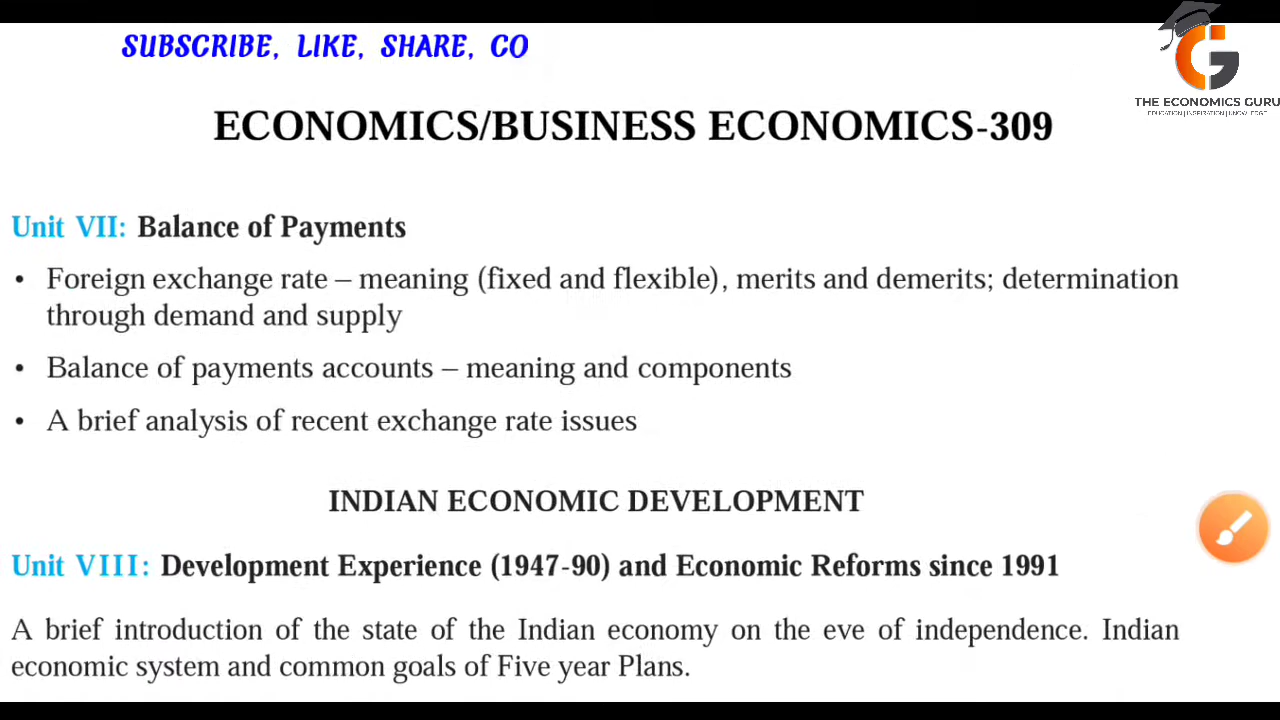 SUBSCRIBE, LIKE, SHARE, CO
THE ECONOMICS GURU
EDUCATION | INSPIRATION | KNOWLEDGE
ECONOMICS/BUSINESS ECONOMICS-309
Unit VII: Balance of Payments
• Foreign exchange rate – meaning (fixed and flexible), merits and demerits; determination
through demand and supply
• Balance of payments accounts – meaning and components
• A brief analysis of recent exchange rate issues
INDIAN ECONOMIC DEVELOPMENT
Unit VIII: Development Experience (1947-90) and Economic Reforms since 1991
A brief introduction of the state of the Indian economy on the eve of independence. Indian
economic system and common goals of Five year Plans.